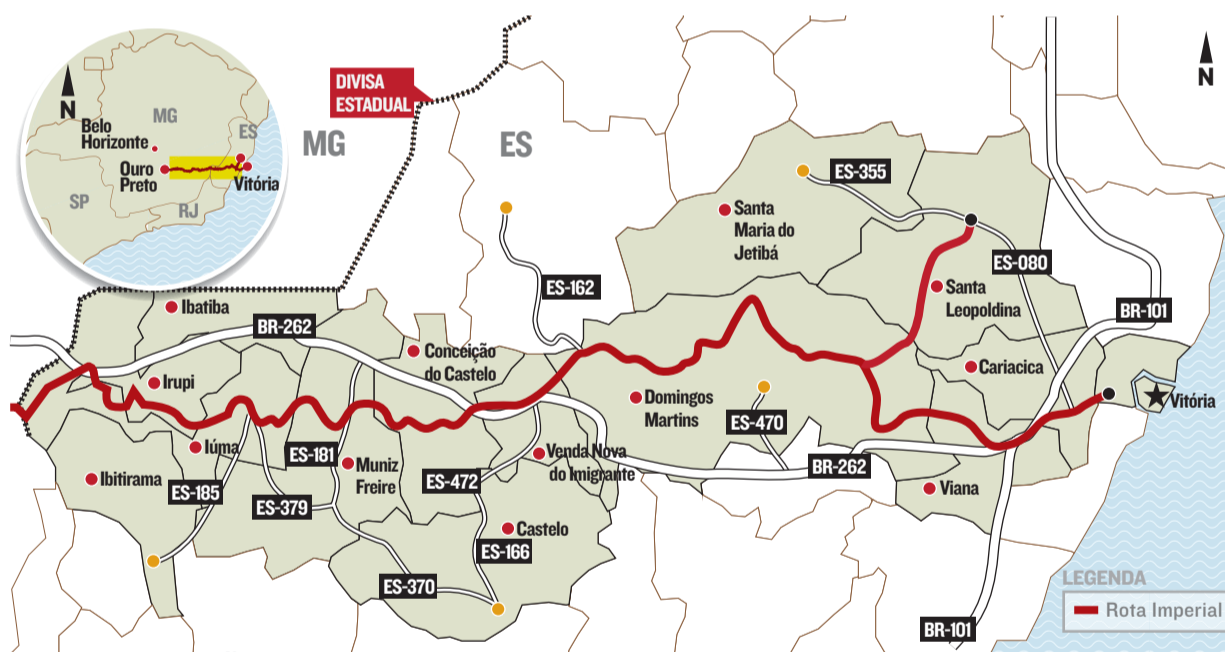 N
MG
ES
Belo
Horizonte
Ouro
Preto
Vitória
SP
RJ
DIVISA
ESTADUAL
MG
ES
N
ES-355
Santa
Maria do
Jetibá
ES-080
ES-162
Santa
Leopoldina
BR-101
Ibatiba
BR-262
Conceição
do Castelo
Irupi
Cariacica
Domingos
Martins
ES-470
Vitória
Iúma
ES-181
Muniz
Freire
Venda Nova
do Imigrante
BR-262
Ibitirama
ES-185
ES-472
Viana
ES-379
Castelo
ES-166
ES-370
BR-101
LEGENDA
Rota Imperial